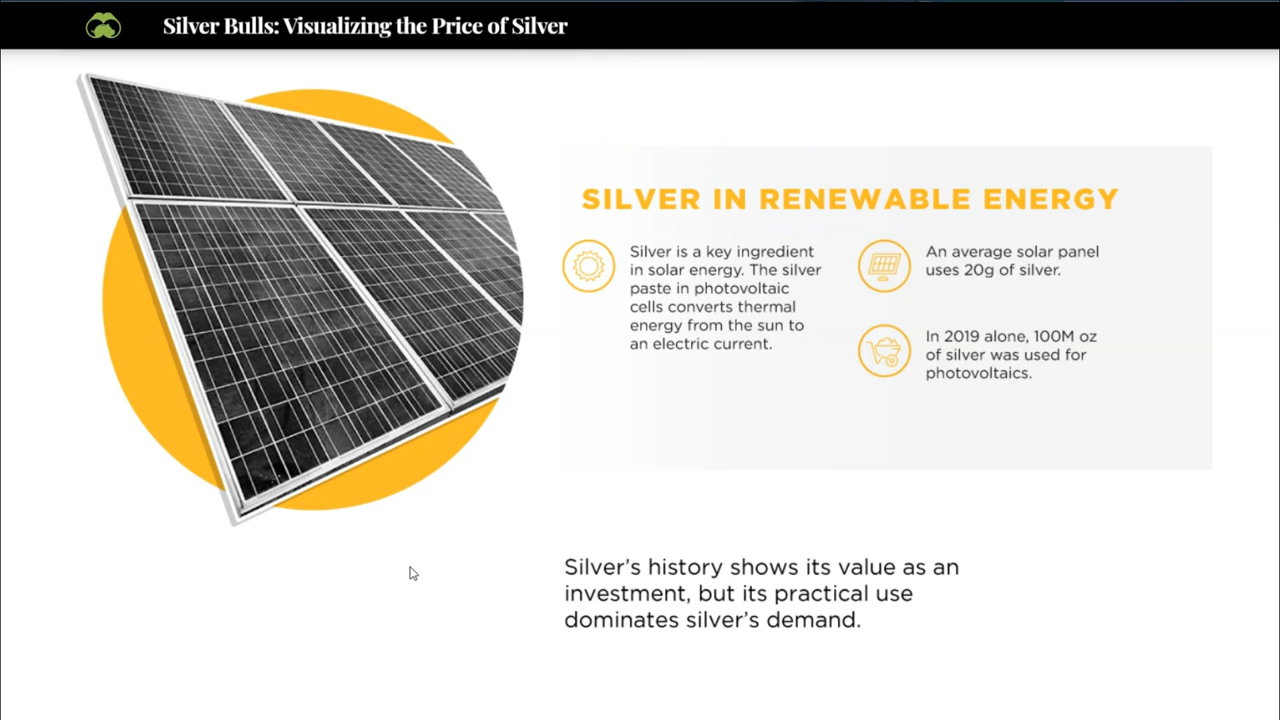 Silver Bulls: Visualizing the Price of Silver
SILVER IN RENEWABLE ENERGY
Silver is a key ingredient
in solar energy. The silver
paste in photovoltaic
cells converts thermal
energy from the sun to
an electric current.
An average solar panel
uses 20g of silver.
In 2019 alone, 100M oz
of silver was used for
photovoltaics.
Silver’s history shows its value as an
investment, but its practical use
dominates silver’s demand.